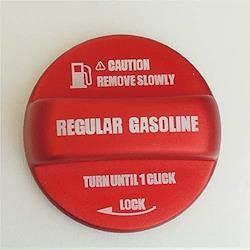 ⚠ CAUTION
REMOVE SLOWLY
REGULAR GASOLINE
TURN UNTIL 1 CLICK
LOCK